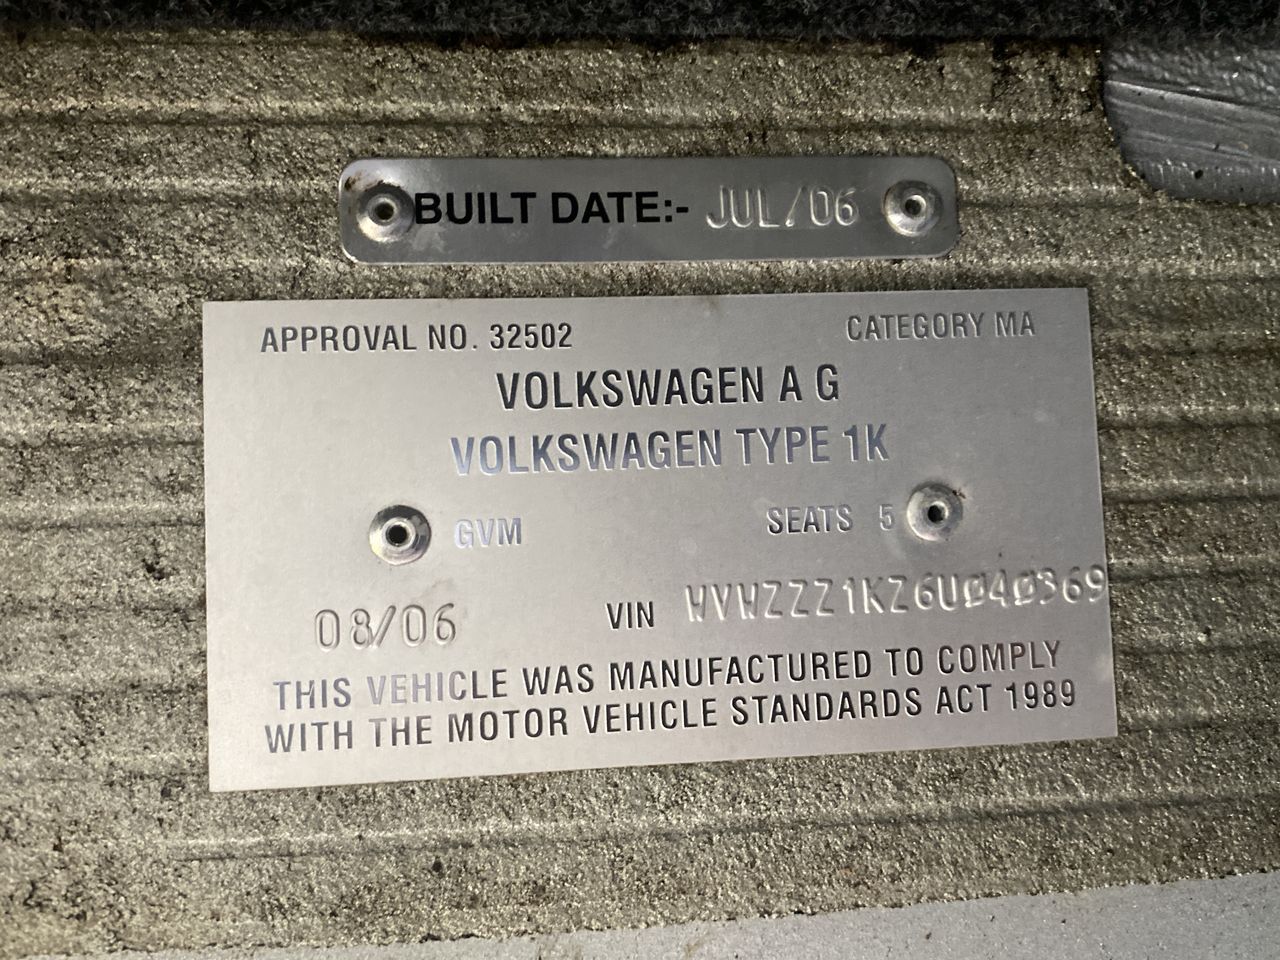 BUILT DATE:- JUL/06
APPROVAL NO. 32502 CATEGORY MA
VOLKSWAGEN A G
VOLKSWAGEN TYPE 1K
GVM SEATS 5
08/06 VIN WVWZZZ1KZ6U040369
THIS VEHICLE WAS MANUFACTURED TO COMPLY
WITH THE MOTOR VEHICLE STANDARDS ACT 1989